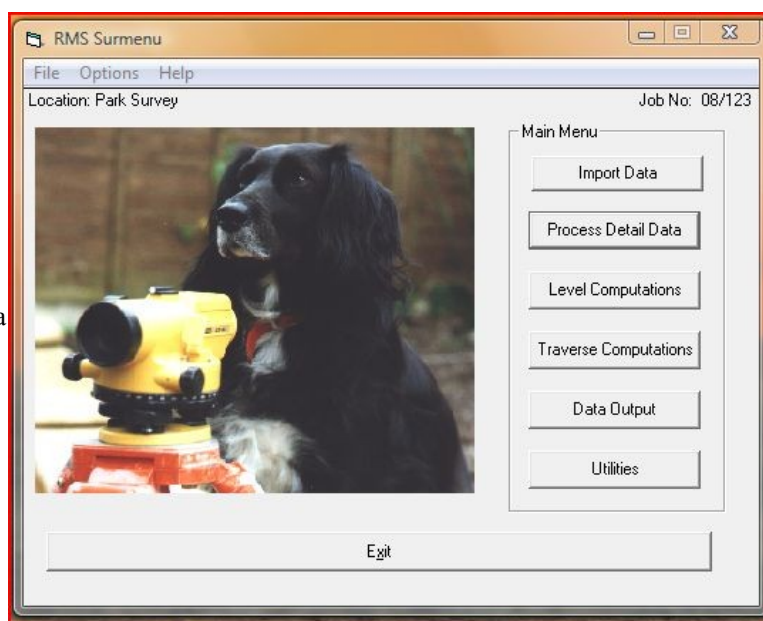 RMS Surmenu
File Options Help
Location: Park Survey Job No: 08/123
Main Menu
Import Data
Process Detail Data
Level Computations
Traverse Computations
Data Output
Utilities
Exit
a